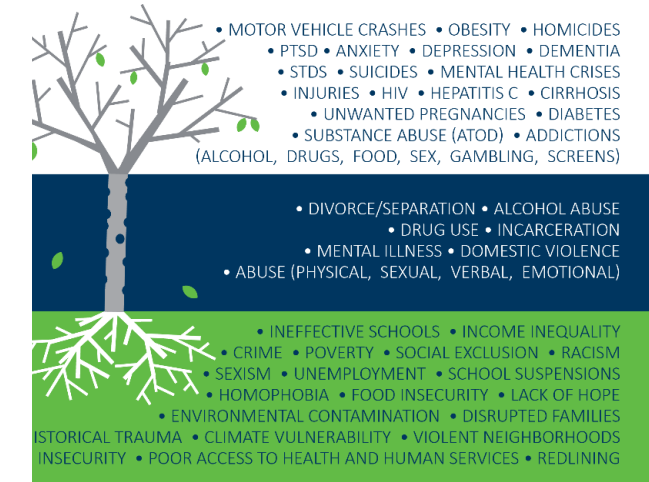 • MOTOR VEHICLE CRASHES • OBESITY • HOMICIDES
• PTSD • ANXIETY • DEPRESSION • DEMENTIA
• STDS • SUICIDES • MENTAL HEALTH CRISES
• INJURIES • HIV • HEPATITIS C • CIRRHOSIS
• UNWANTED PREGNANCIES • DIABETES
• SUBSTANCE ABUSE (ATOD) • ADDICTIONS
(ALCOHOL, DRUGS, FOOD, SEX, GAMBLING, SCREENS)
• DIVORCE/SEPARATION • ALCOHOL ABUSE
• DRUG USE • INCARCERATION
• MENTAL ILLNESS • DOMESTIC VIOLENCE
• ABUSE (PHYSICAL, SEXUAL, VERBAL, EMOTIONAL)
• INEFFECTIVE SCHOOLS • INCOME INEQUALITY
• CRIME • POVERTY • SOCIAL EXCLUSION • RACISM
• SEXISM • UNEMPLOYMENT • SCHOOL SUSPENSIONS
• HOMOPHOBIA • FOOD INSECURITY • LACK OF HOPE
• ENVIRONMENTAL CONTAMINATION • DISRUPTED FAMILIES
ISTORICAL TRAUMA • CLIMATE VULNERABILITY • VIOLENT NEIGHBORHOODS
INSECURITY • POOR ACCESS TO HEALTH AND HUMAN SERVICES • REDLINING